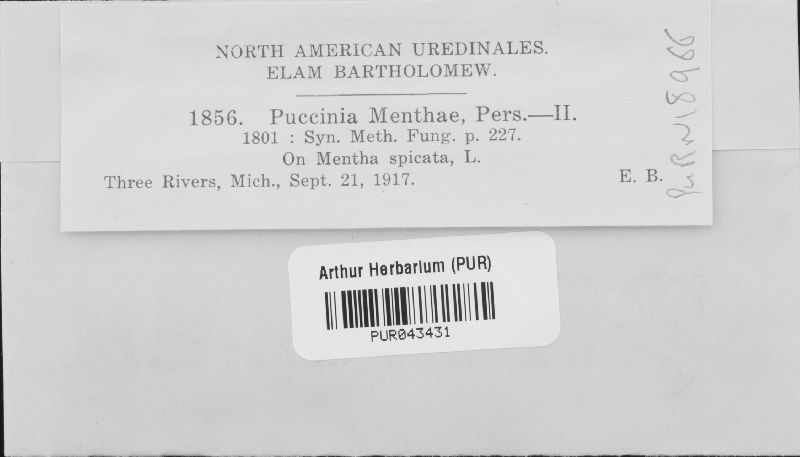 NORTH AMERICAN UREDINALES.
ELAM BARTHOLOMEW.
1856. Puccinia Menthae, Pers.—II.
1801 : Syn. Meth. Fung. p. 227.
On Mentha spicata, L.
Three Rivers, Mich., Sept. 21, 1917. E. B.
PURN18966
Arthur Herbarium (PUR)
PUR043431